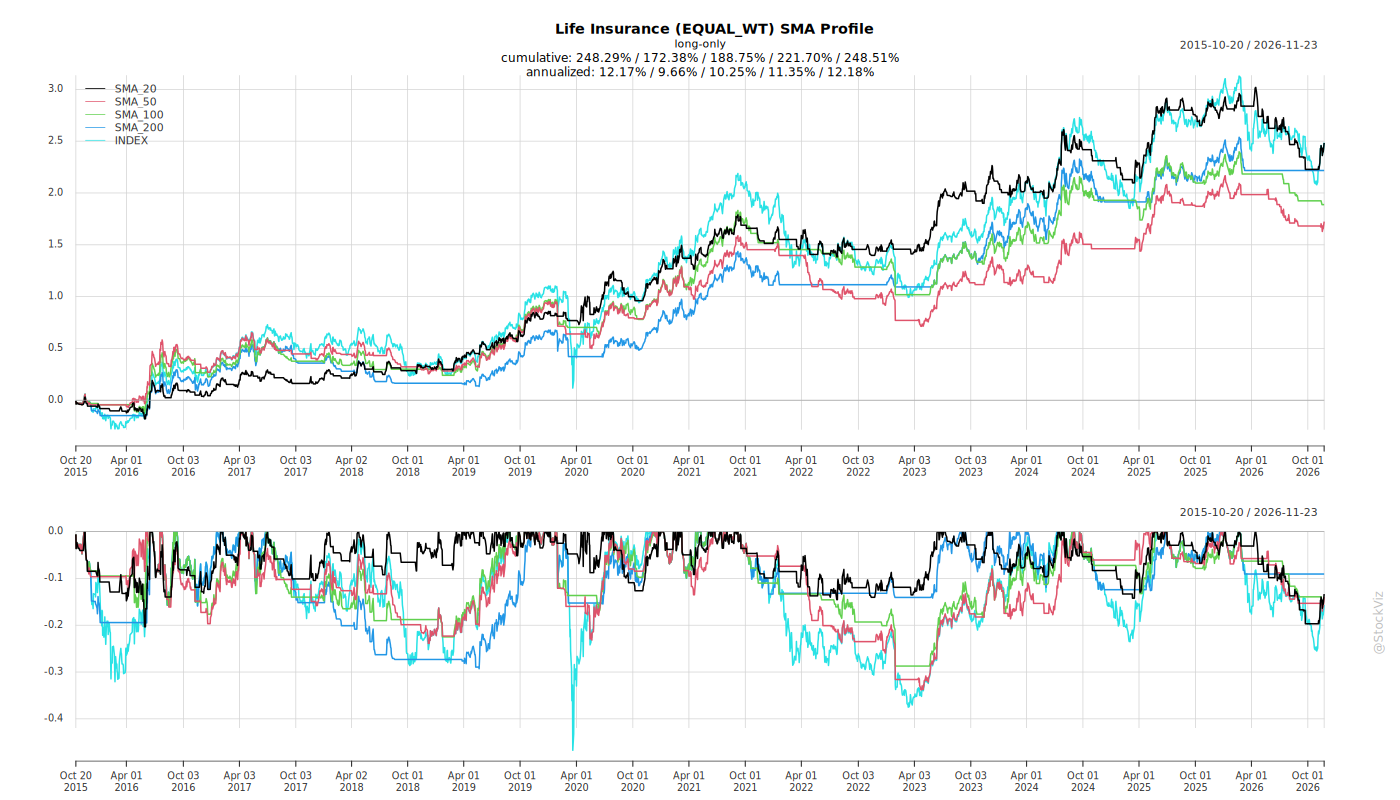 Life Insurance (EQUAL_WT) SMA Profile
long-only
2015-10-20 / 2026-11-23
cumulative: 248.29% / 172.38% / 188.75% / 221.70% / 248.51%
annualized: 12.17% / 9.66% / 10.25% / 11.35% / 12.18%
SMA_20
SMA_50
SMA_100
SMA_200
INDEX
3.0
2.5
2.0
1.5
1.0
0.5
0.0
Oct 20 Apr 01 Oct 03 Apr 03 Oct 03 Apr 02 Oct 01 Apr 01 Oct 01 Apr 01 Oct 01 Apr 01 Oct 01 Apr 01 Oct 03 Apr 03 Oct 03 Apr 01 Oct 01 Apr 01 Oct 01 Apr 01 Oct 01
2015 2016 2016 2017 2017 2018 2018 2019 2019 2020 2020 2021 2021 2022 2022 2023 2023 2024 2024 2025 2025 2026 2026
2015-10-20 / 2026-11-23
0.0
-0.1
-0.2
-0.3
-0.4
Oct 20 Apr 01 Oct 03 Apr 03 Oct 03 Apr 02 Oct 01 Apr 01 Oct 01 Apr 01 Oct 01 Apr 01 Oct 01 Apr 01 Oct 03 Apr 03 Oct 03 Apr 01 Oct 01 Apr 01 Oct 01 Apr 01 Oct 01
2015 2016 2016 2017 2017 2018 2018 2019 2019 2020 2020 2021 2021 2022 2022 2023 2023 2024 2024 2025 2025 2026 2026
@StockViz